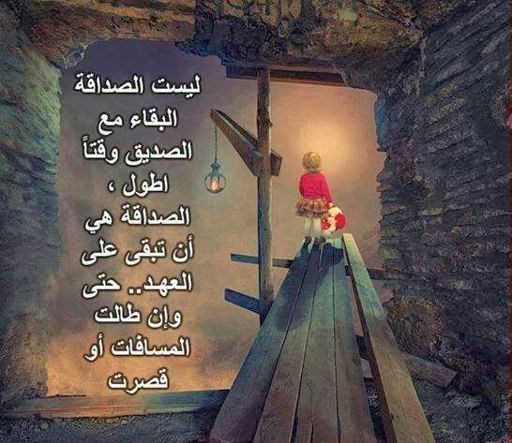 ليست الصداقة
البقاء مع
الصديق وقتاً
اطول ،
الصداقة هي
أن تبقى على
العهد.. حتى
وإن طالت
المسافات أو
قصرت